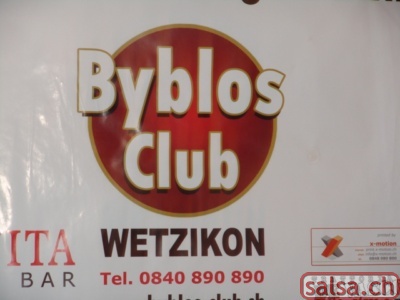 Byblos
Club
ITA
BAR
WETZIKON
Tel. 0840 890 890
x-motion
salsa.ch